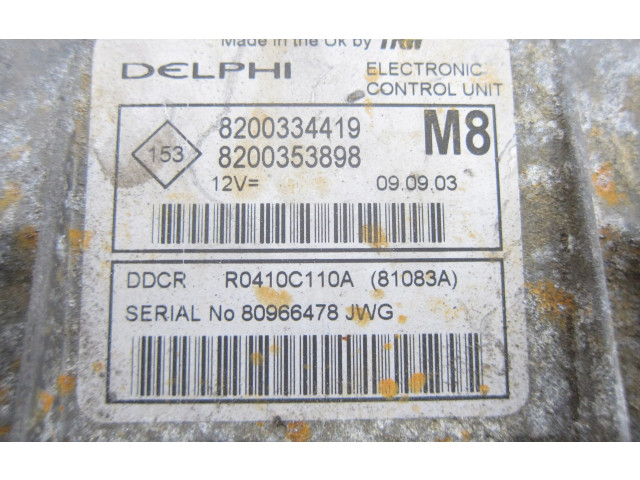 Made in the UK by TRW
DELPHI
ELECTRONIC
CONTROL UNIT
153
8200334419
8200353898
M8
12V=
09.09.03
DDCR R0410C110A (81083A)
SERIAL No 80966478 JWG